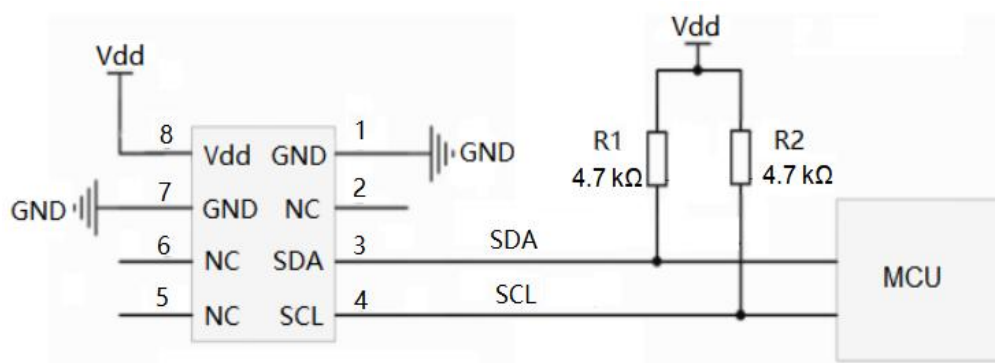 Vdd
Vdd
8
1
Vdd GND
GND
R1
R2
4.7 kΩ
4.7 kΩ
7
2
GND
GND NC
6
3
NC SDA
SDA
5
4
NC SCL
SCL
MCU